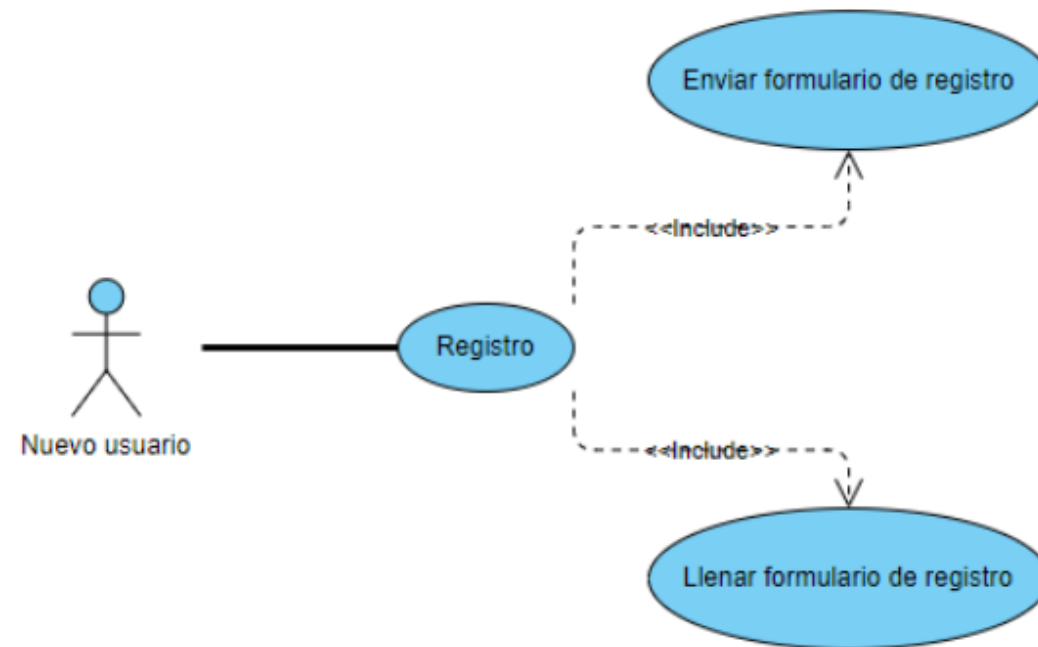 Enviar formulario de registro
<<Include>>
Registro
Nuevo usuario
<<Include>>
Llenar formulario de registro